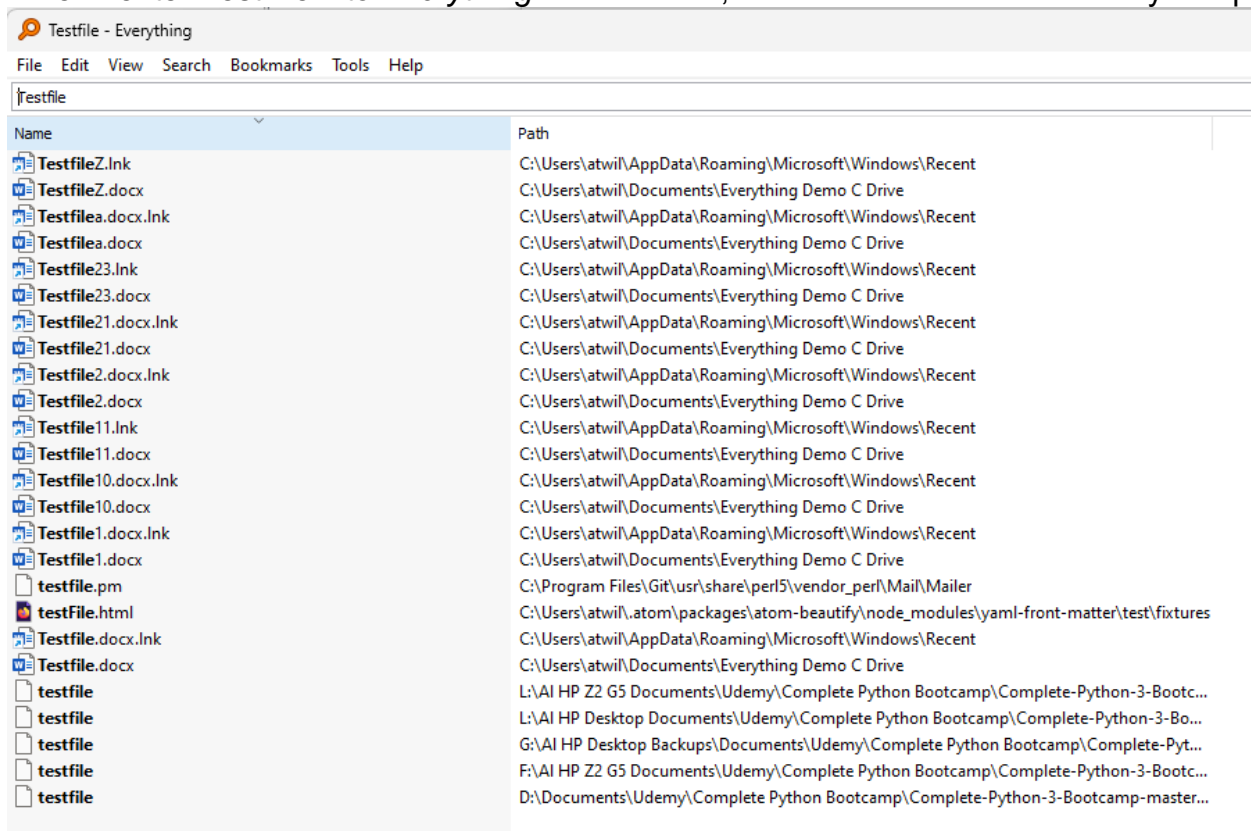 Testfile - Everything
File Edit View Search Bookmarks Tools Help
Testfile
Name Path
TestfileZ.lnk C:\Users\atwil\AppData\Roaming\Microsoft\Windows\Recent
TestfileZ.docx C:\Users\atwil\Documents\Everything Demo C Drive
Testfilea.docx.lnk C:\Users\atwil\AppData\Roaming\Microsoft\Windows\Recent
Testfilea.docx C:\Users\atwil\Documents\Everything Demo C Drive
Testfile23.lnk C:\Users\atwil\AppData\Roaming\Microsoft\Windows\Recent
Testfile23.docx C:\Users\atwil\Documents\Everything Demo C Drive
Testfile21.docx.lnk C:\Users\atwil\AppData\Roaming\Microsoft\Windows\Recent
Testfile21.docx C:\Users\atwil\Documents\Everything Demo C Drive
Testfile2.docx.lnk C:\Users\atwil\AppData\Roaming\Microsoft\Windows\Recent
Testfile2.docx C:\Users\atwil\Documents\Everything Demo C Drive
Testfile11.lnk C:\Users\atwil\AppData\Roaming\Microsoft\Windows\Recent
Testfile11.docx C:\Users\atwil\Documents\Everything Demo C Drive
Testfile10.docx.lnk C:\Users\atwil\AppData\Roaming\Microsoft\Windows\Recent
Testfile10.docx C:\Users\atwil\Documents\Everything Demo C Drive
Testfile1.docx.lnk C:\Users\atwil\AppData\Roaming\Microsoft\Windows\Recent
Testfile1.docx C:\Users\atwil\Documents\Everything Demo C Drive
testfile.pm C:\Program Files\Git\usr\share\perl5\vendor_perl\Mail\Mailer
testFile.html C:\Users\atwil\.atom\packages\atom-beautify\node_modules\yaml-front-matter\test\fixtures
Testfile.docx.lnk C:\Users\atwil\AppData\Roaming\Microsoft\Windows\Recent
Testfile.docx C:\Users\atwil\Documents\Everything Demo C Drive
testfile L:\AI HP Z2 G5 Documents\Udemy\Complete Python Bootcamp\Complete-Python-3-Bootc...
testfile L:\AI HP Desktop Documents\Udemy\Complete Python Bootcamp\Complete-Python-3-Bo...
testfile G:\AI HP Desktop Backups\Documents\Udemy\Complete Python Bootcamp\Complete-Pyt...
testfile F:\AI HP Z2 G5 Documents\Udemy\Complete Python Bootcamp\Complete-Python-3-Bootc...
testfile D:\Documents\Udemy\Complete Python Bootcamp\Complete-Python-3-Bootcamp-master...